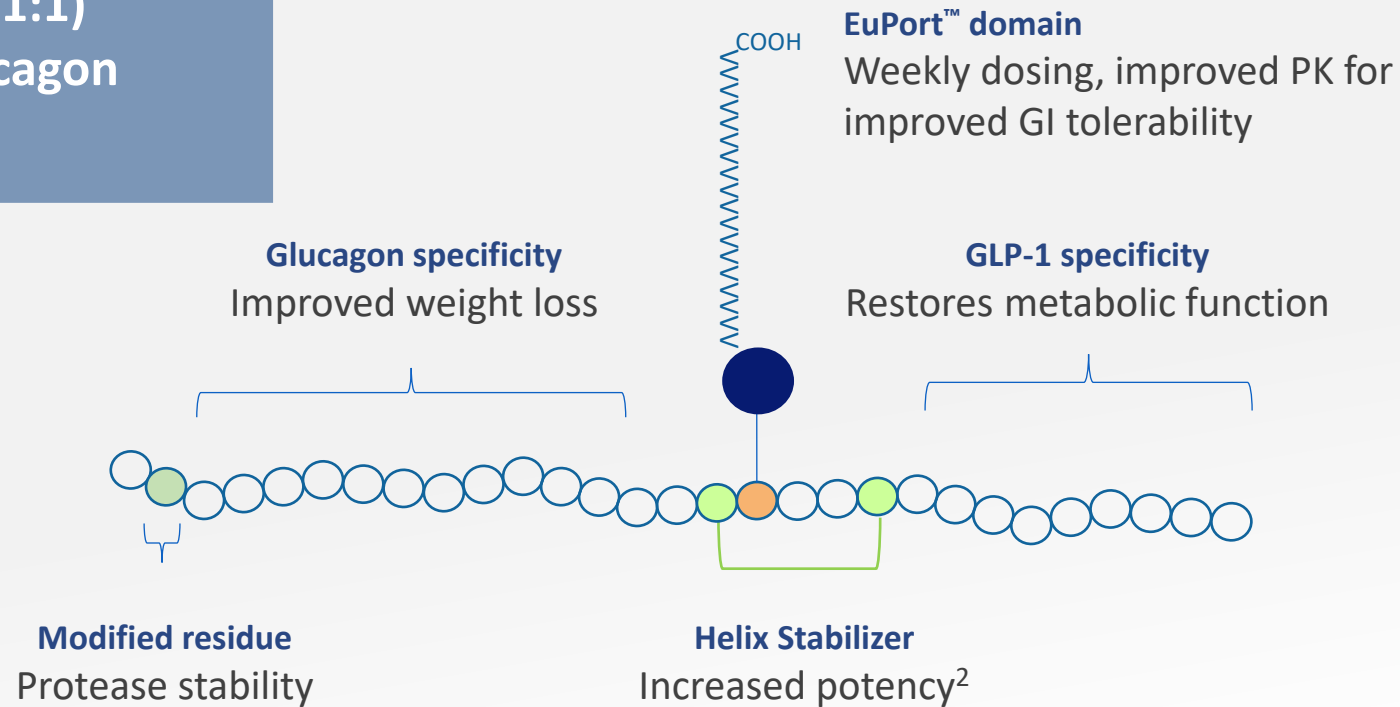 1:1)
cagon
COOH
EuPort™ domain
Weekly dosing, improved PK for
improved GI tolerability
Glucagon specificity
Improved weight loss
GLP-1 specificity
Restores metabolic function
Modified residue
Protease stability
Helix Stabilizer
Increased potency²